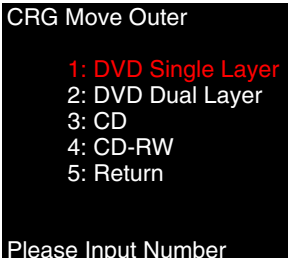 CRG Move Outer
1: DVD Single Layer
2: DVD Dual Layer
3: CD
4: CD-RW
5: Return
Please Input Number